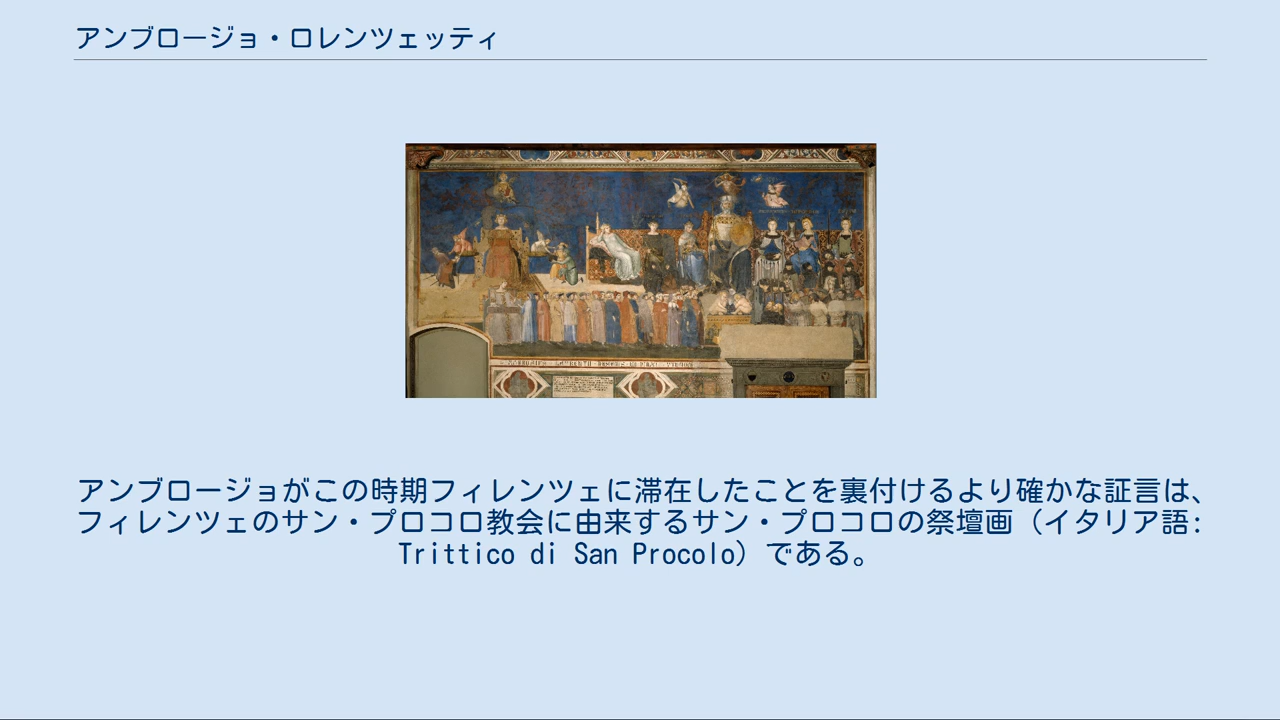 アンブロージョ・ロレンツェッティ
アンブロージョがこの時期フィレンツェに滞在したことを裏付けるより確かな証言は、
フィレンツェのサン・プロコロ教会に由来するサン・プロコロの祭壇画（イタリア語:
Trittico di San Procolo）である。